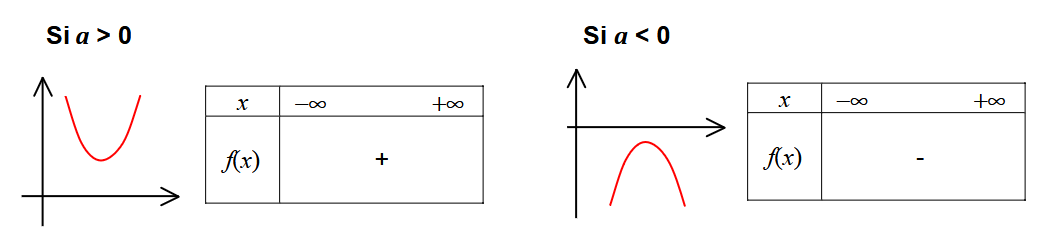 Si a > 0
x −∞ +∞
f(x) +
Si a < 0
x −∞ +∞
f(x) -